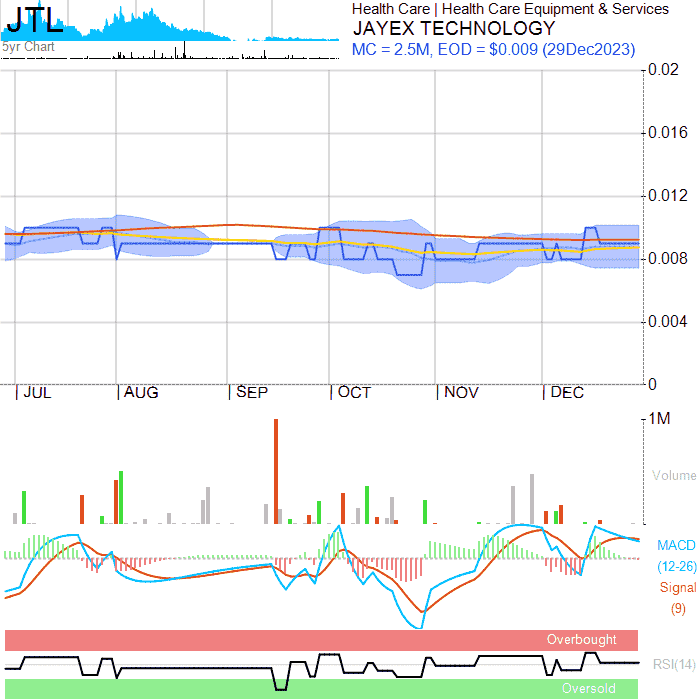 JTL
5yr Chart
Health Care | Health Care Equipment & Services
JAYEX TECHNOLOGY
MC = 2.5M, EOD = $0.009 (29Dec2023)
0.02
0.016
0.012
0.008
0.004
0
| JUL | AUG | SEP | OCT | NOV | DEC
1M
Volume
MACD
(12-26)
Signal
(9)
Overbought
RSI(14)
Oversold